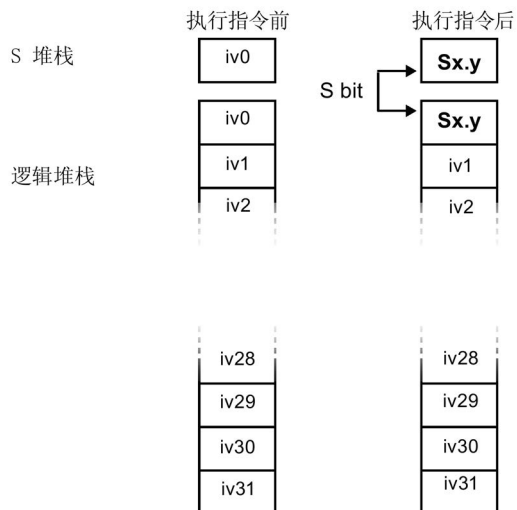 执行指令前 执行指令后
S 堆栈 iv0 Sx.y
S bit
iv0 Sx.y
逻辑堆栈 iv1 iv1
iv2 iv2
iv28 iv28
iv29 iv29
iv30 iv30
iv31 iv31